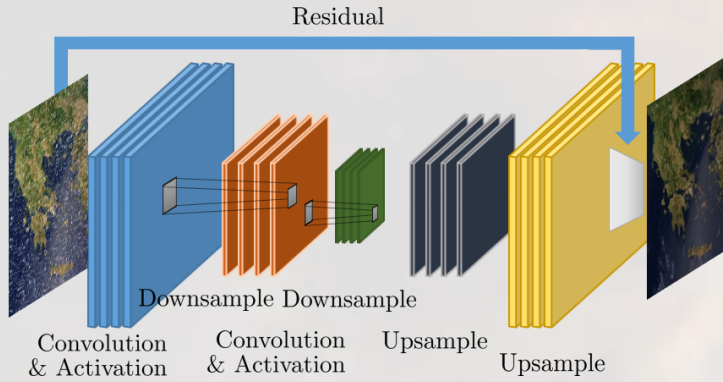 Residual
Downsample
Downsample
Convolution
& Activation
Convolution
& Activation
Upsample
Upsample